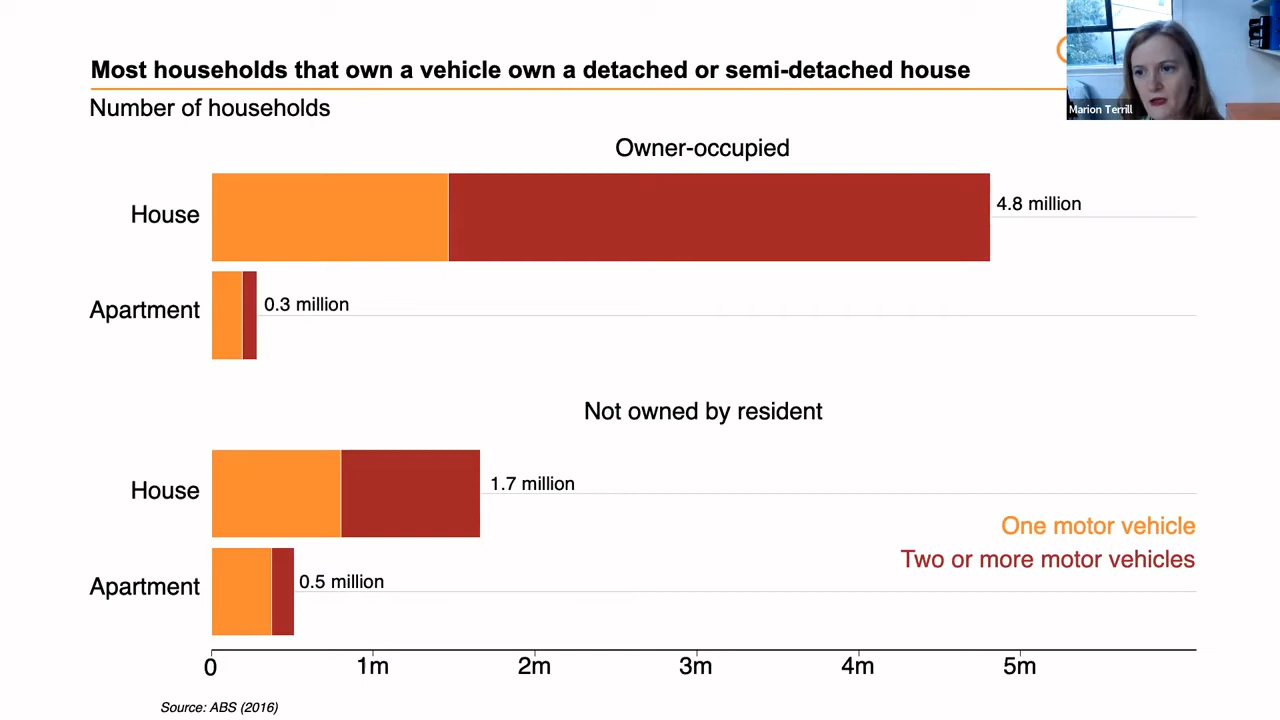 Most households that own a vehicle own a detached or semi-detached house
Number of households
Marion Terrill
Owner-occupied
House
4.8 million
Apartment
0.3 million
Not owned by resident
House
1.7 million
One motor vehicle
Two or more motor vehicles
Apartment
0.5 million
0 1m 2m 3m 4m 5m
Source: ABS (2016)